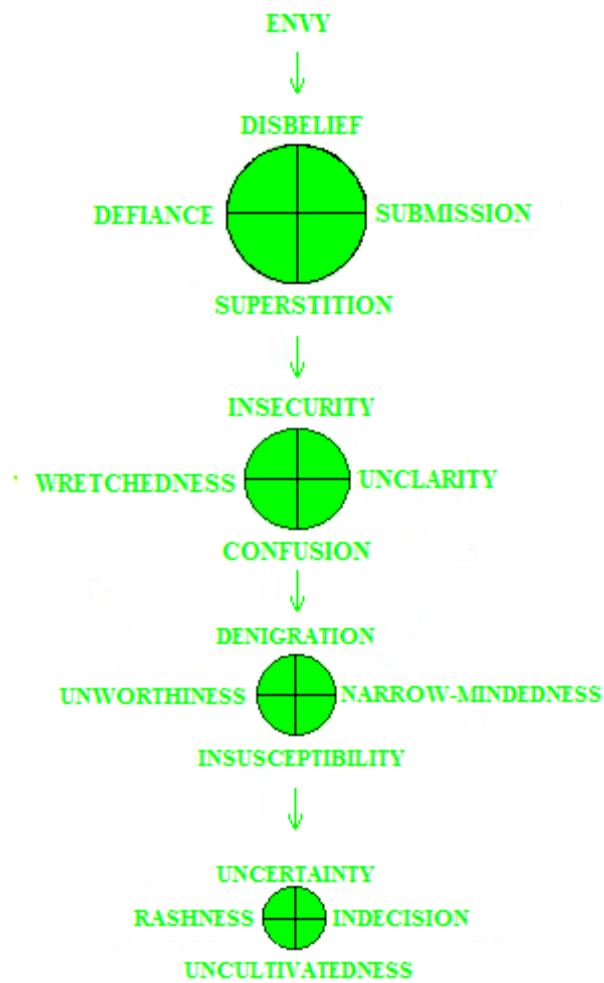 ENVY
DISBELIEF
DEFIANCE SUBMISSION
SUPERSTITION
INSECURITY
WRETCHEDNESS UNCLARITY
CONFUSION
DENIGRATION
UNWORTHINESS NARROW-MINDEDNESS
INSUSCEPTIBILITY
UNCERTAINTY
RASHNESS INDECISION
UNCULTIVATEDNESS